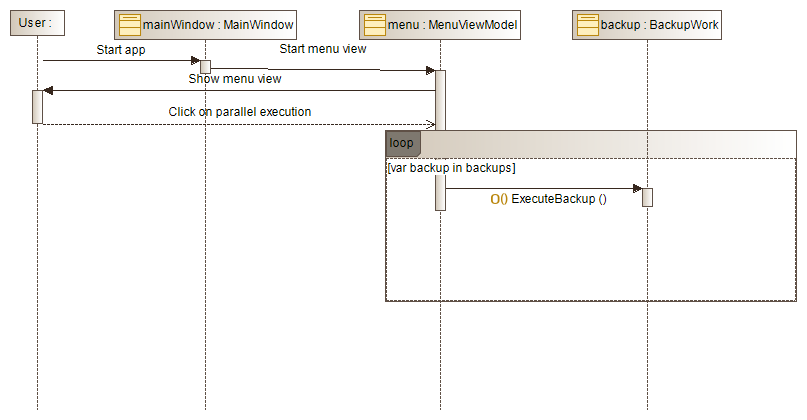 User :
mainWindow : MainWindow
menu : MenuViewModel
backup : BackupWork
Start app
Start menu view
Show menu view
Click on parallel execution
loop
[var backup in backups]
O() ExecuteBackup ()